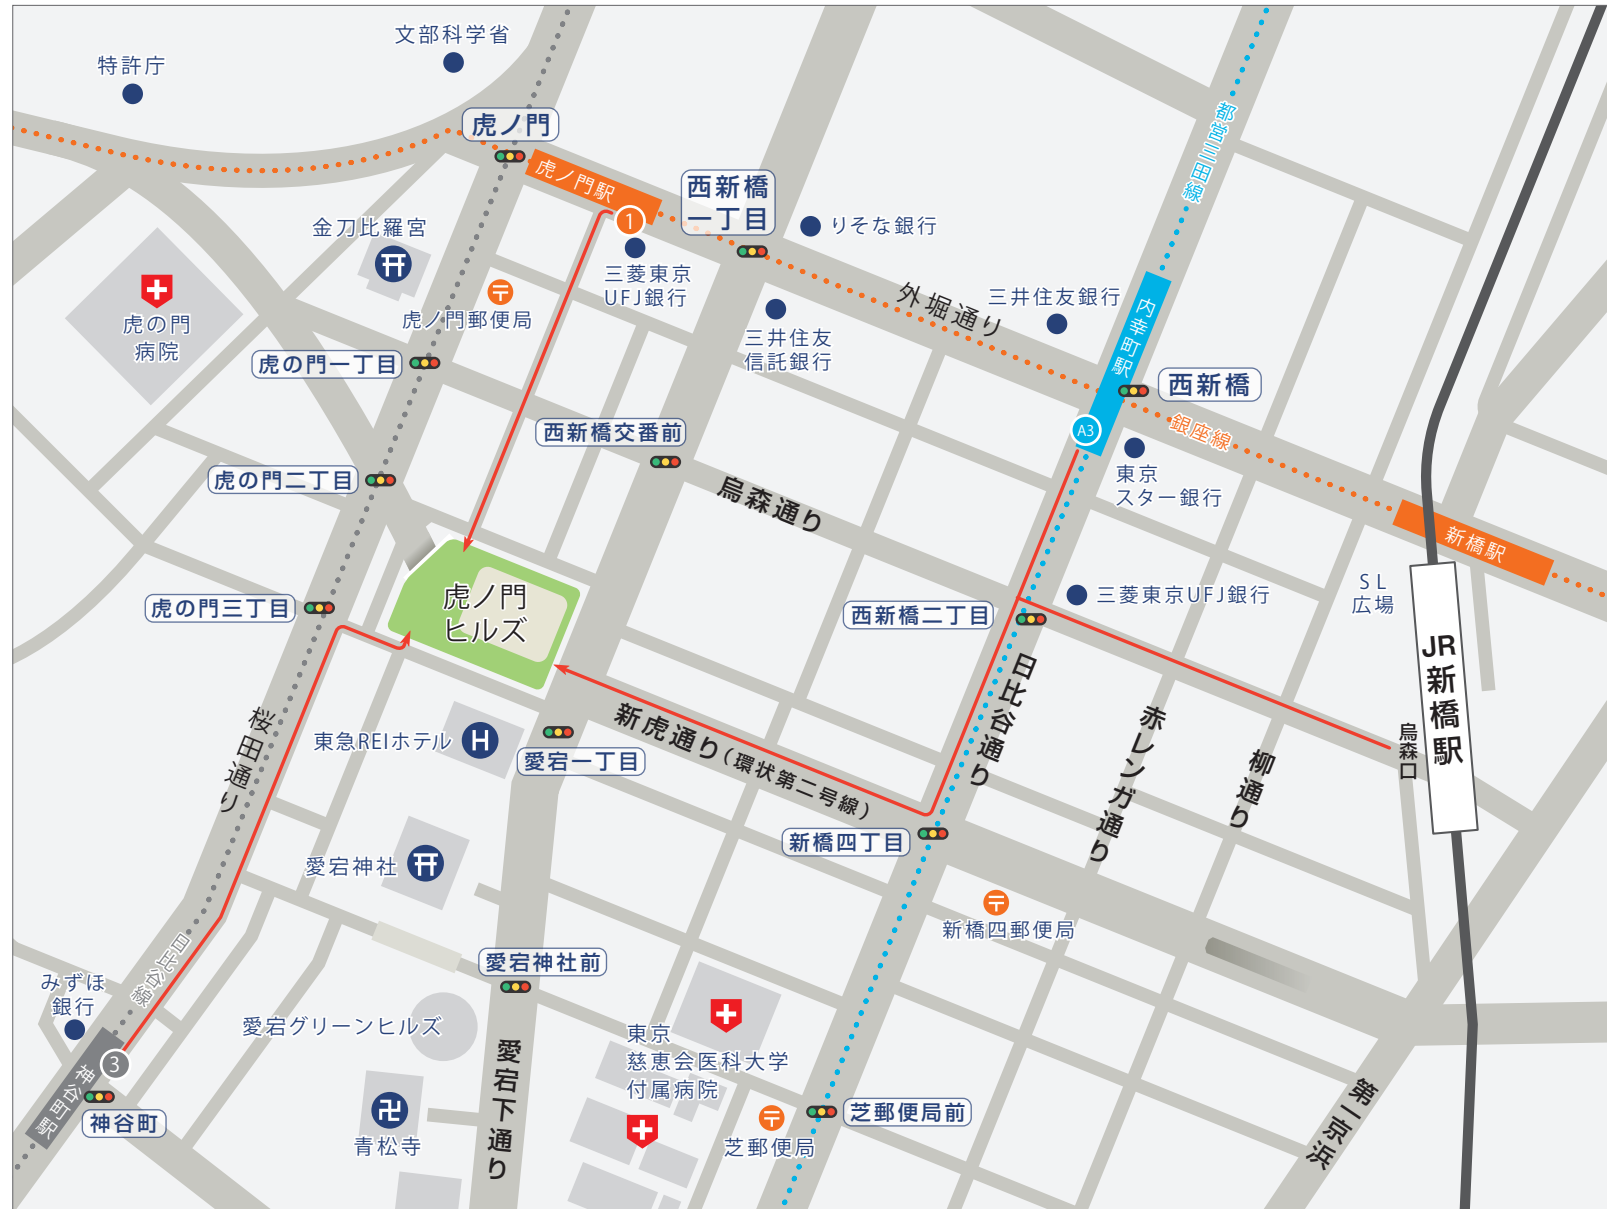 文部科学省
特許庁
虎ノ門
都営三田線
虎ノ門駅
西新橋
一丁目
1
りそな銀行
金刀比羅宮
三菱東京
UFJ銀行
虎ノ門郵便局
外堀通り
三井住友銀行
内幸町駅
虎の門
病院
虎の門一丁目
三井住友
信託銀行
西新橋
A3
銀座線
西新橋交番前
東京
スター銀行
虎の門二丁目
烏森通り
新橋駅
虎ノ門
ヒルズ
虎の門三丁目
西新橋二丁目
三菱東京UFJ銀行
SL
広場
JR新橋駅
烏森口
日比谷通り
赤レンガ通り
柳通り
桜田通り
東急REIホテル
H
愛宕一丁目
新虎通り(環状第二号線)
新橋四丁目
愛宕神社
新橋四郵便局
日比谷線
みずほ
銀行
愛宕神社前
愛宕グリーンヒルズ
3
神谷町駅
神谷町
愛宕下通り
東京
慈恵会医科大学
付属病院
青松寺
芝郵便局
芝郵便局前
第一京浜